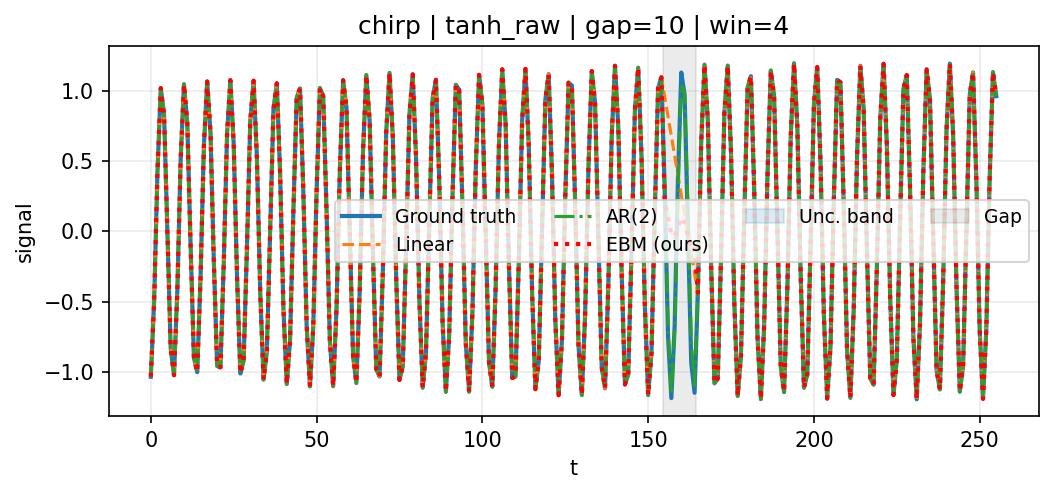 chirp | tanh_raw | gap=10 | win=4
signal
1.0
0.5
0.0
−0.5
−1.0
Ground truth
Linear
AR(2)
EBM (ours)
Unc. band
Gap
0 50 100 150 200 250
t